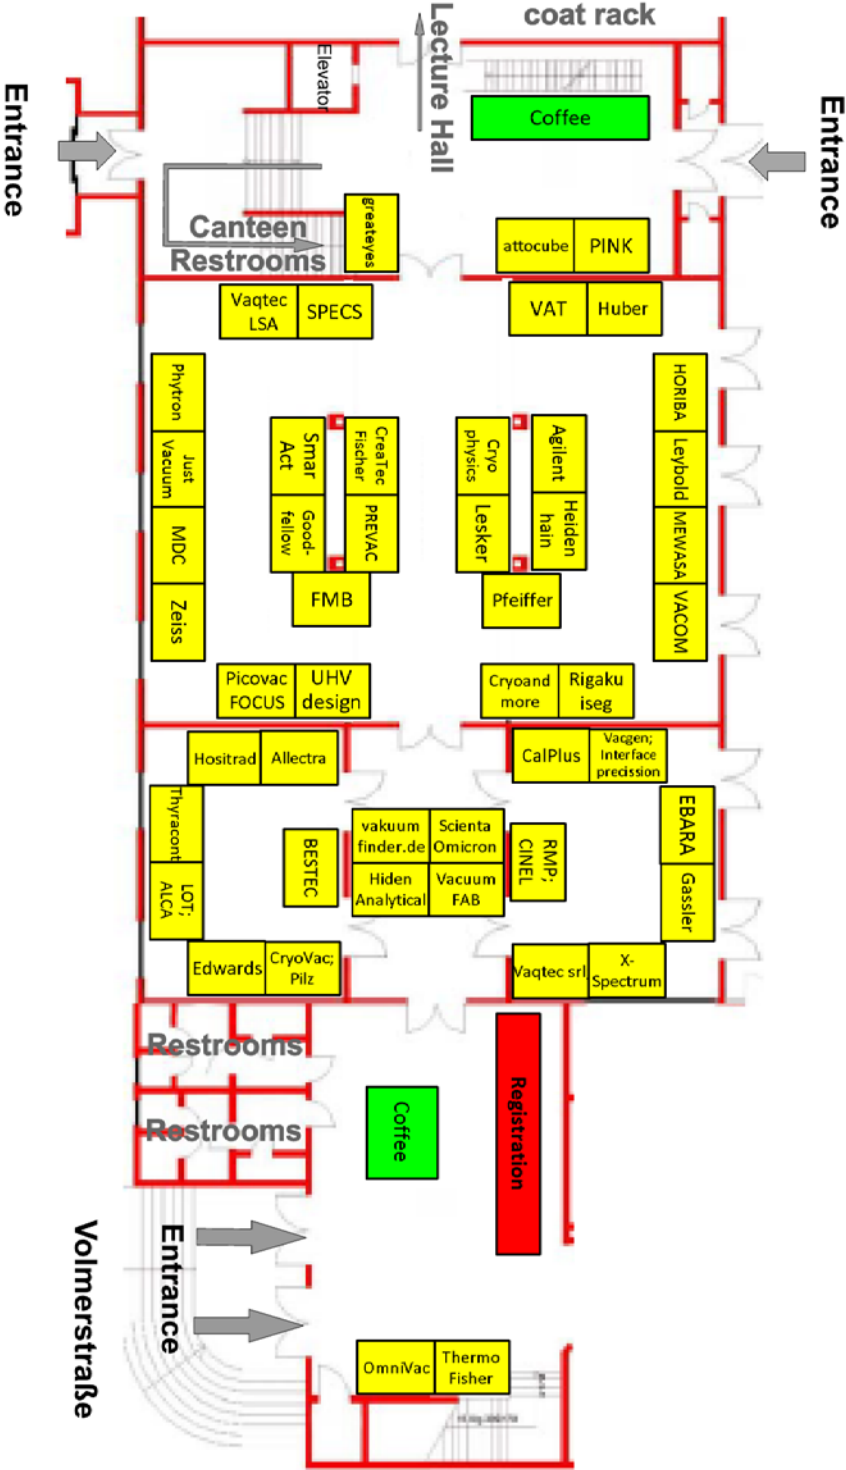 coat rack
Lecture Hall
Elevator
Coffee
Entrance
Entrance
greateyes
Canteen
Restrooms
attocube
PINK
Vaqtec
LSA
SPECS
VAT
Huber
Phytron
Just
Vacuum
MDC
Zeiss
Smar
Act
Good-
fellow
CreaTec
Fischer
PREVAC
FMB
Cryo
physics
Lesker
Agilent
Heiden
hain
Pfeiffer
HORIBA
Leybold
MEWASA
VACOM
Picovac
FOCUS
UHV
design
Cryoand
more
Rigaku
iseg
Hositrad
Allectra
CalPlus
Vacgen;
Interface
precission
Thyracont
LOT;
ALCA
BESTEC
vakuum
finder.de
Scienta
Omicron
Hiden
Analytical
Vacuum
FAB
RMP;
CINEL
EBARA
Gassler
Edwards
CryoVac;
Pilz
Vaqtec srl
X-
Spectrum
Restrooms
Restrooms
Coffee
Registration
Entrance
Volmerstraße
OmniVac
Thermo
Fisher